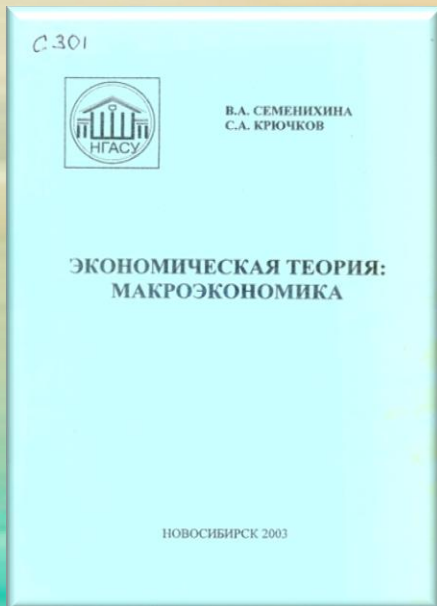 С 301
НГАСУ
В.А. СЕМЕНИХИНА
С.А. КРЮЧКОВ
ЭКОНОМИЧЕСКАЯ ТЕОРИЯ:
МАКРОЭКОНОМИКА
НОВОСИБИРСК 2003